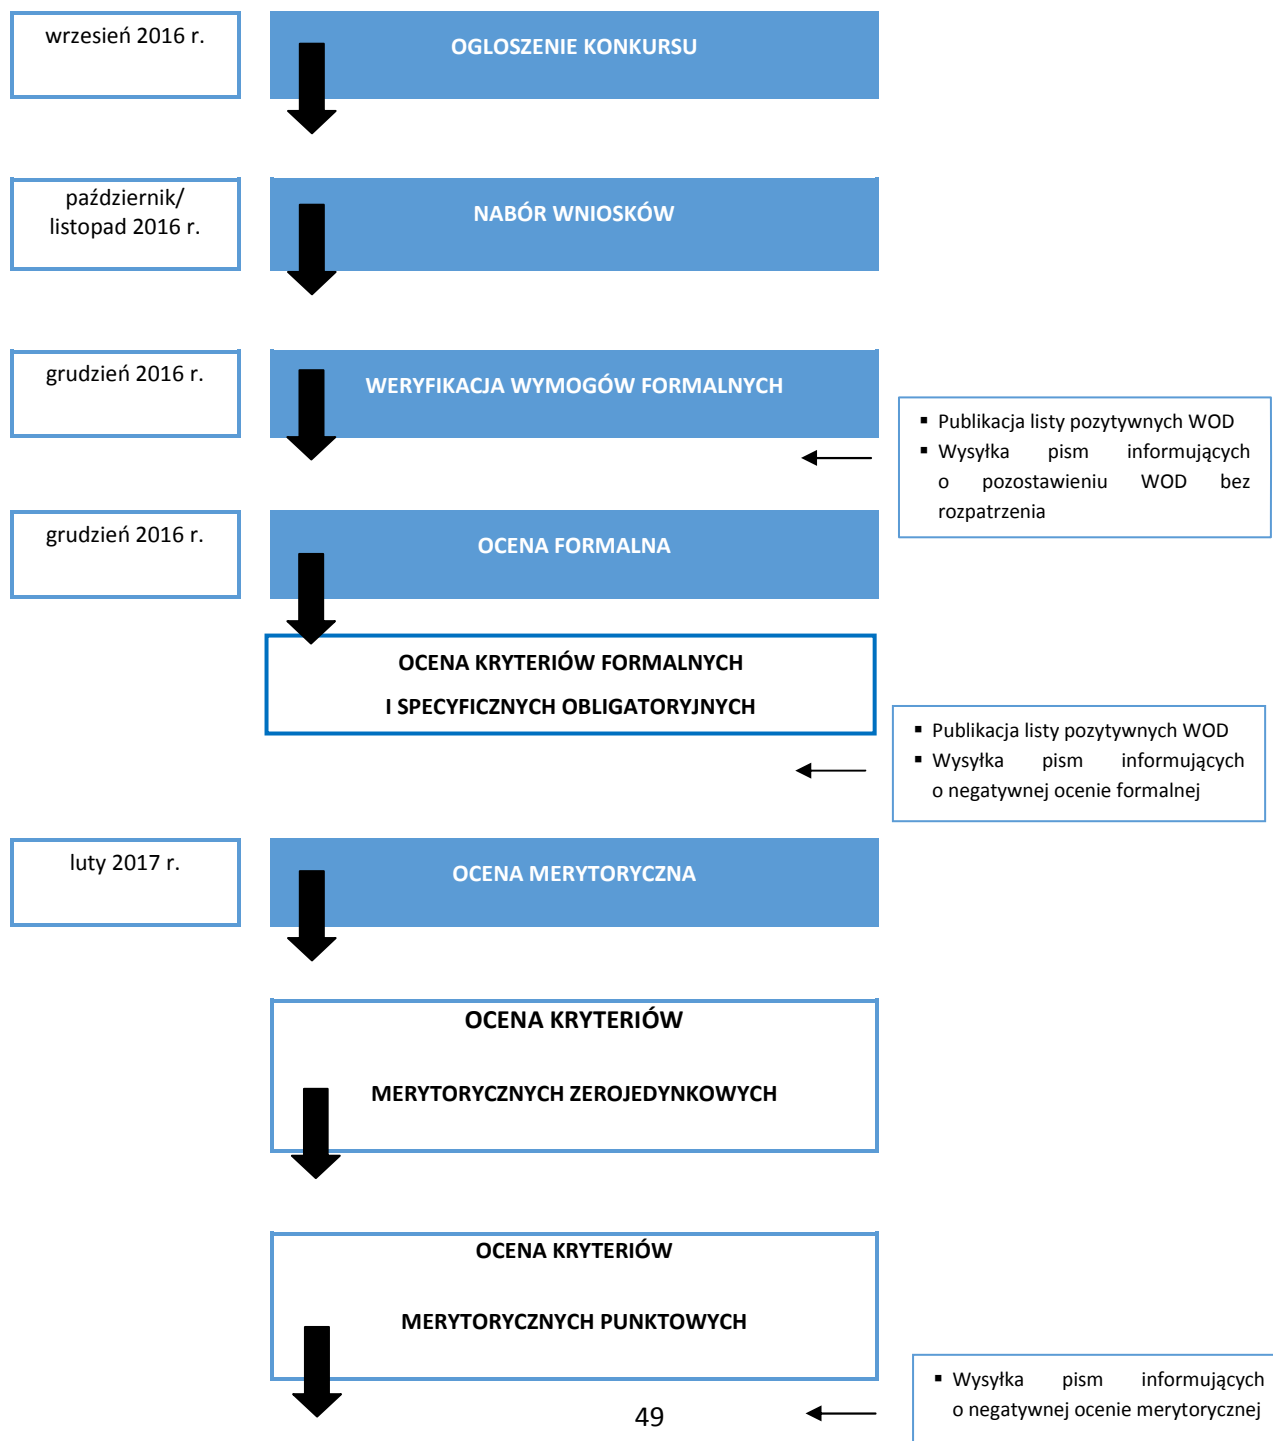 wrzesień 2016 r.
OGLOSZENIE KONKURSU
październik/
listopad 2016 r.
NABÓR WNIOSKÓW
grudzień 2016 r.
WERYFIKACJA WYMOGÓW FORMALNYCH
▪ Publikacja listy pozytywnych WOD
▪ Wysyłka pism informujących
o pozostawieniu WOD bez
rozpatrzenia
grudzień 2016 r.
OCENA FORMALNA
OCENA KRYTERIÓW FORMALNYCH
I SPECYFICZNYCH OBLIGATORYJNYCH
▪ Publikacja listy pozytywnych WOD
▪ Wysyłka pism informujących
o negatywnej ocenie formalnej
luty 2017 r.
OCENA MERYTORYCZNA
OCENA KRYTERIÓW
MERYTORYCZNYCH ZEROJEDYNKOWYCH
OCENA KRYTERIÓW
MERYTORYCZNYCH PUNKTOWYCH
▪ Wysyłka pism informujących
o negatywnej ocenie merytorycznej
49